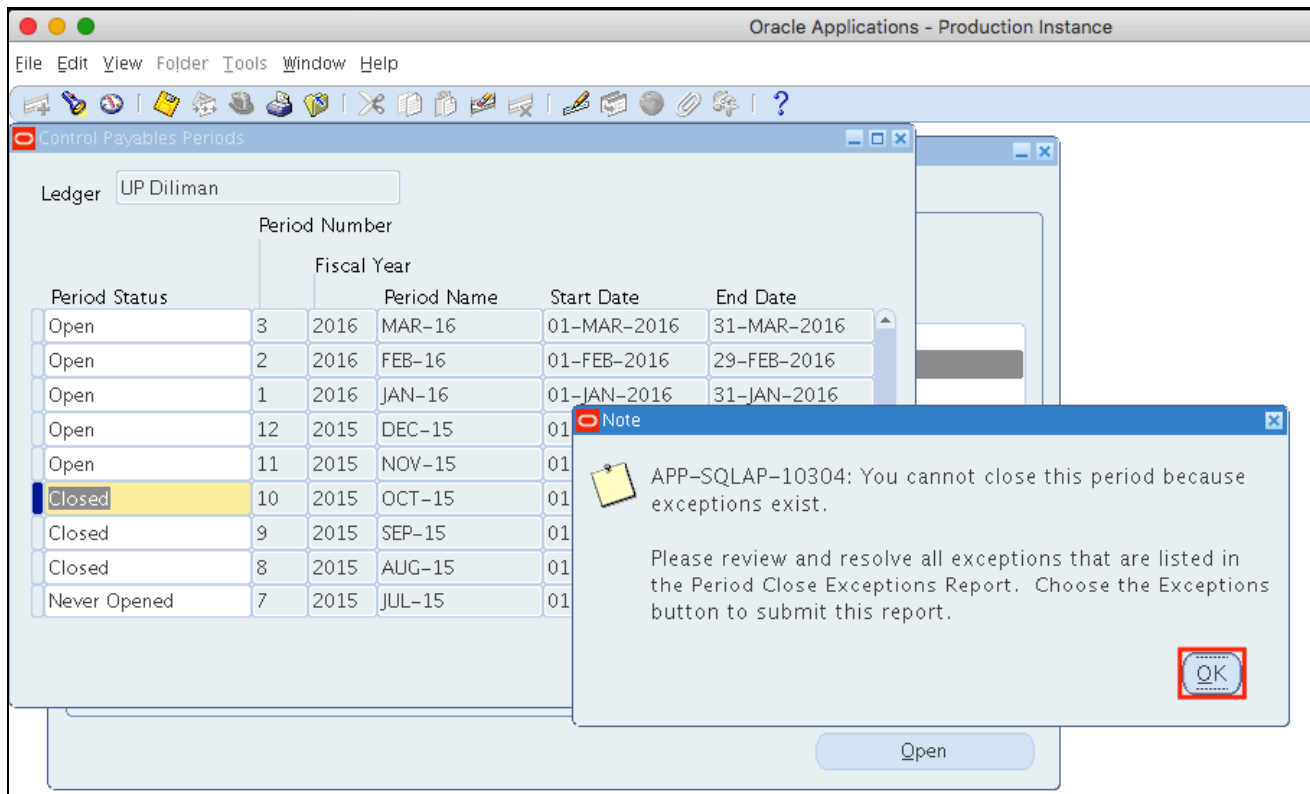 Oracle Applications - Production Instance
File Edit View Folder Tools Window Help
?
Control Payables Periods
Ledger UP Diliman
Period Number
Fiscal Year
Period Status Period Name Start Date End Date
Open 3 2016 MAR-16 01-MAR-2016 31-MAR-2016
Open 2 2016 FEB-16 01-FEB-2016 29-FEB-2016
Open 1 2016 JAN-16 01-JAN-2016 31-JAN-2016
Open 12 2015 DEC-15 01
Open 11 2015 NOV-15 01
Closed 10 2015 OCT-15 01
Closed 9 2015 SEP-15 01
Closed 8 2015 AUG-15 01
Never Opened 7 2015 JUL-15 01
Note
APP-SQLAP-10304: You cannot close this period because
exceptions exist.
Please review and resolve all exceptions that are listed in
the Period Close Exceptions Report. Choose the Exceptions
button to submit this report.
OK
Open